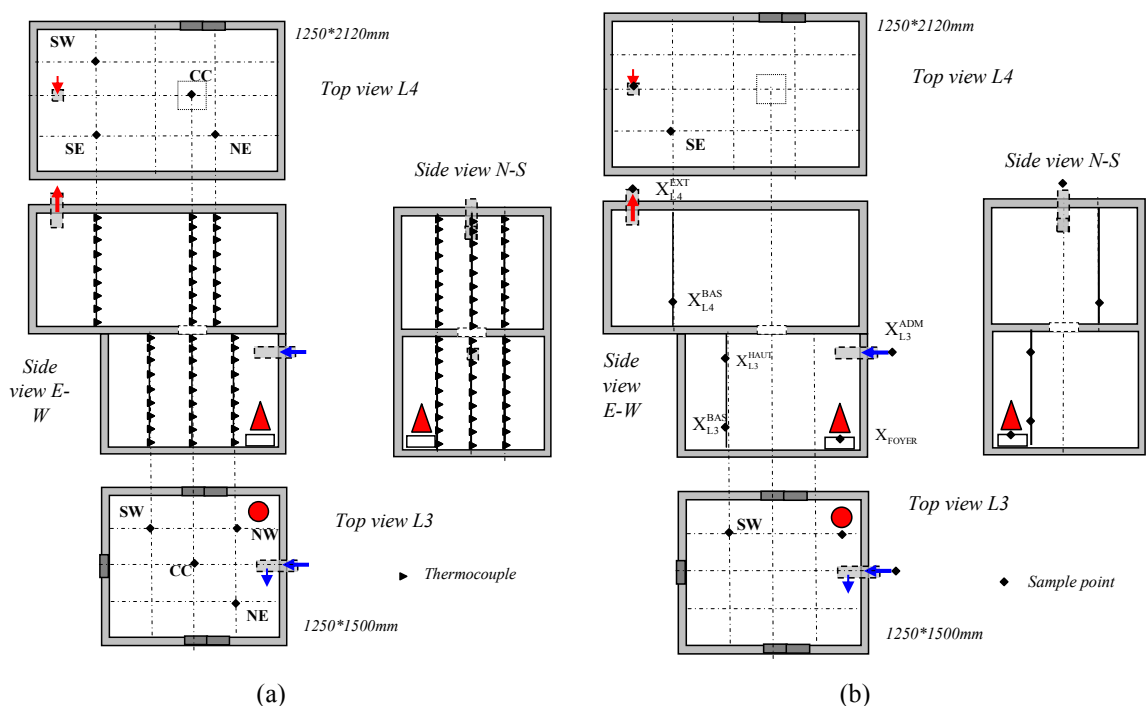 1250*2120mm
SW
CC
Top view L4
SE
NE
Side view N-S
Side
view E-
W
SW
NW
Top view L3
CC
Thermocouple
NE
1250*1500mm
(a)
1250*2120mm
Top view L4
SE
Side view N-S
X_L4^EXT
X_L4^BAS
X_L3^ADM
X_L3^HAUT
Side
view
E-W
X_L3^BAS
X_FOYER
Top view L3
SW
Sample point
1250*1500mm
(b)